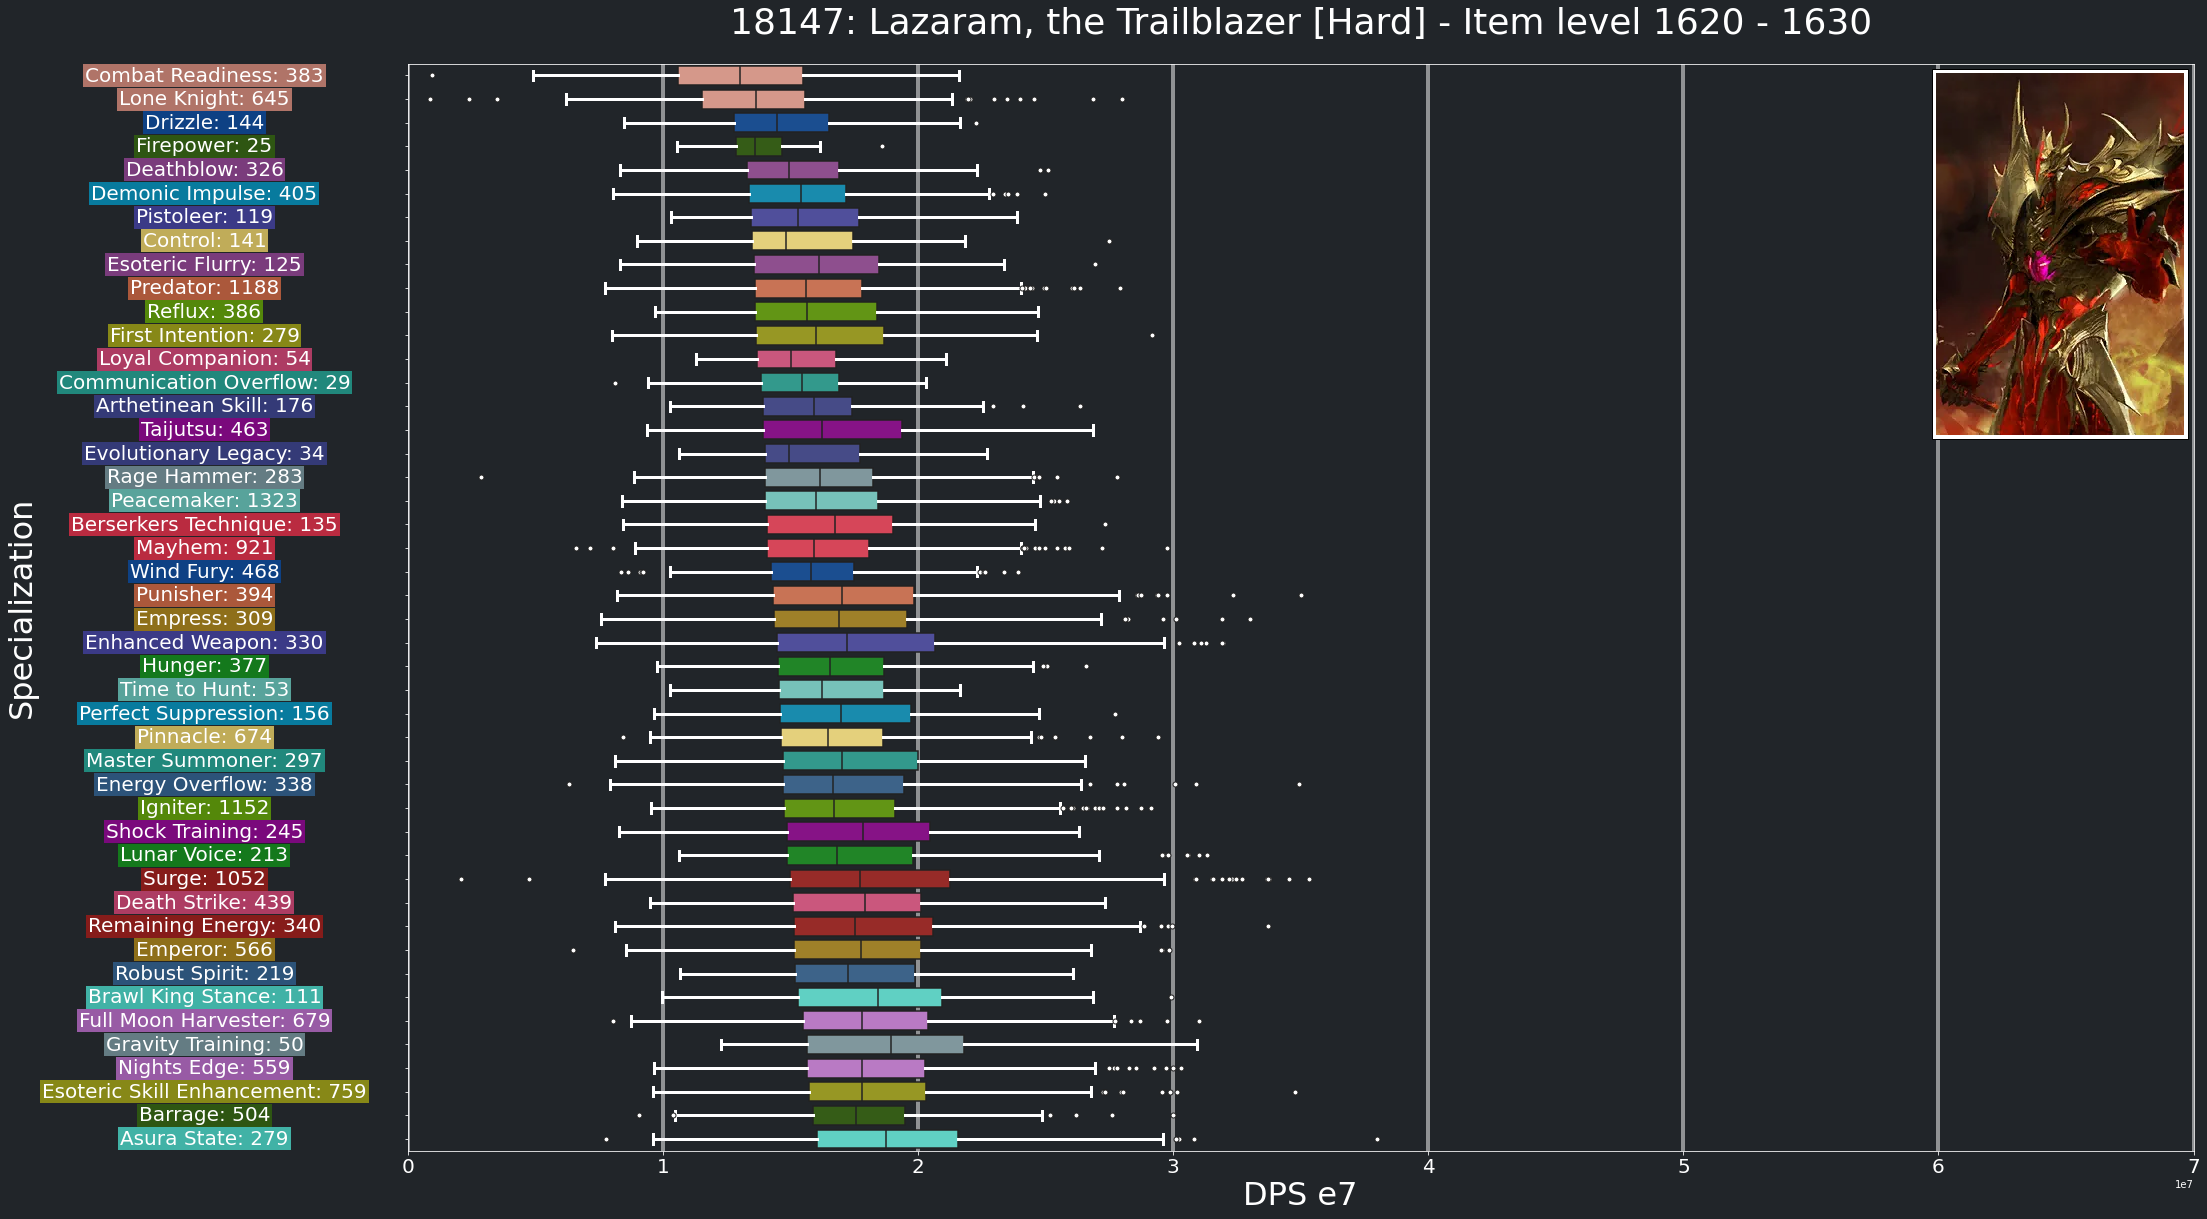 18147: Lazaram, the Trailblazer [Hard] - Item level 1620 - 1630
Combat Readiness: 383
Lone Knight: 645
Drizzle: 144
Firepower: 25
Deathblow: 326
Demonic Impulse: 405
Pistoleer: 119
Control: 141
Esoteric Flurry: 125
Predator: 1188
Reflux: 386
First Intention: 279
Loyal Companion: 54
Communication Overflow: 29
Arthetinean Skill: 176
Taijutsu: 463
Evolutionary Legacy: 34
Rage Hammer: 283
Peacemaker: 1323
Berserkers Technique: 135
Mayhem: 921
Wind Fury: 468
Punisher: 394
Empress: 309
Enhanced Weapon: 330
Hunger: 377
Time to Hunt: 53
Perfect Suppression: 156
Pinnacle: 674
Master Summoner: 297
Energy Overflow: 338
Igniter: 1152
Shock Training: 245
Lunar Voice: 213
Surge: 1052
Death Strike: 439
Remaining Energy: 340
Emperor: 566
Robust Spirit: 219
Brawl King Stance: 111
Full Moon Harvester: 679
Gravity Training: 50
Nights Edge: 559
Esoteric Skill Enhancement: 759
Barrage: 504
Asura State: 279
Specialization
0 1 2 3 4 5 6 7
1e7
DPS e7